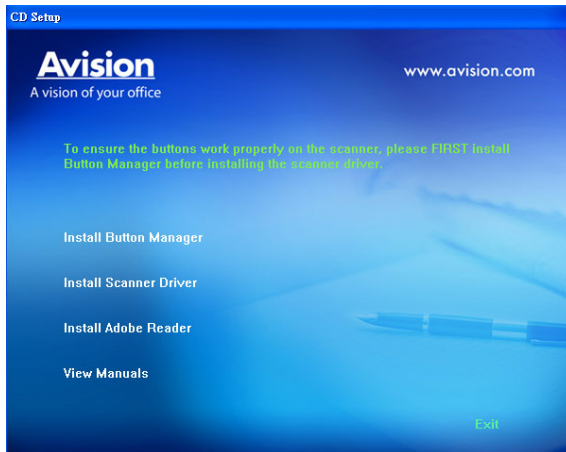 CD Setup
Avision
www.avision.com
A vision of your office
To ensure the buttons work properly on the scanner, please FIRST install
Button Manager before installing the scanner driver.
Install Button Manager
Install Scanner Driver
Install Adobe Reader
View Manuals
Exit